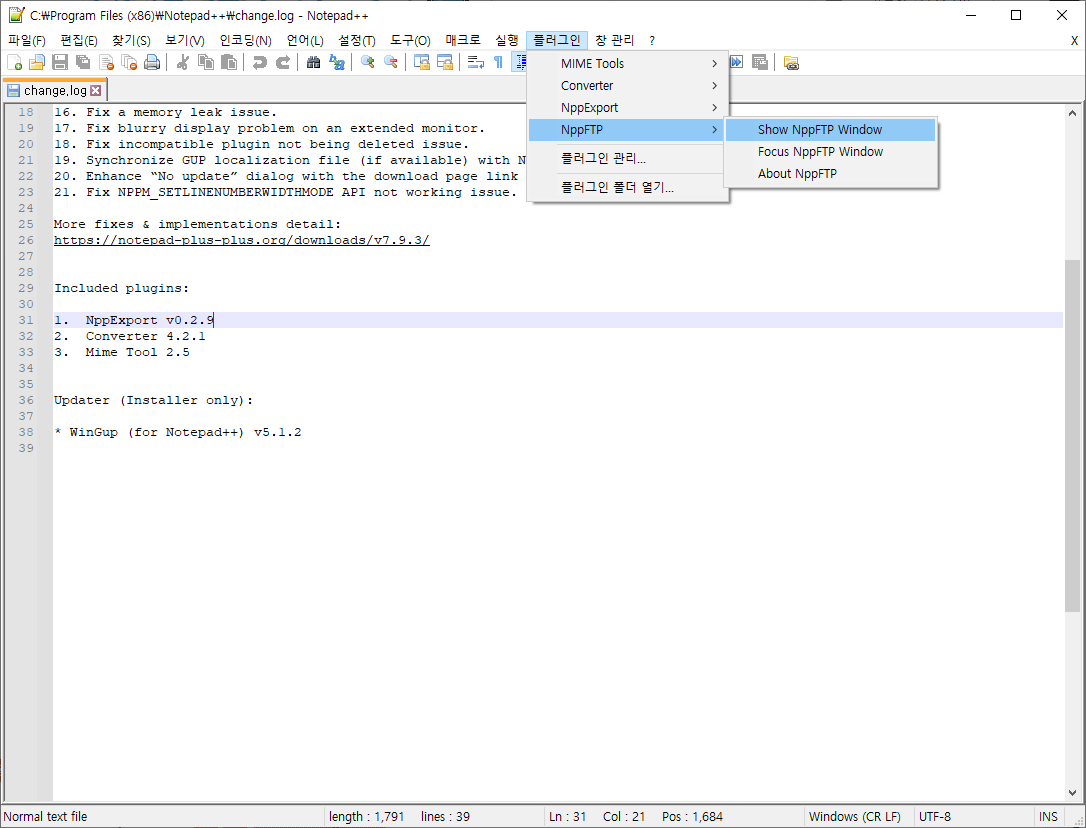 C:₩Program Files (x86)₩Notepad++₩change.log - Notepad++
파일(F) 편집(E) 찾기(S) 보기(V) 인코딩(N) 언어(L) 설정(T) 도구(O) 매크로 실행 플러그인 창 관리 ? X
change.log
MIME Tools
Converter
NppExport
NppFTP
플러그인 관리...
플러그인 폴더 열기...
Show NppFTP Window
Focus NppFTP Window
About NppFTP
18 16. Fix a memory leak issue.
19 17. Fix blurry display problem on an extended monitor.
20 18. Fix incompatible plugin not being deleted issue.
21 19. Synchronize GUP localization file (if available) with N
22 20. Enhance “No update” dialog with the download page link
23 21. Fix NPPM_SETLINENUMBERWIDTHMODE API not working issue.
24
25 More fixes & implementations detail:
26 https://notepad-plus-plus.org/downloads/v7.9.3/
27
28
29 Included plugins:
30
31 1. NppExport v0.2.9
32 2. Converter 4.2.1
33 3. Mime Tool 2.5
34
35
36 Updater (Installer only):
37
38 * WinGup (for Notepad++) v5.1.2
39
Normal text file length : 1,791 lines : 39 Ln : 31 Col : 21 Pos : 1,684 Windows (CR LF) UTF-8 INS